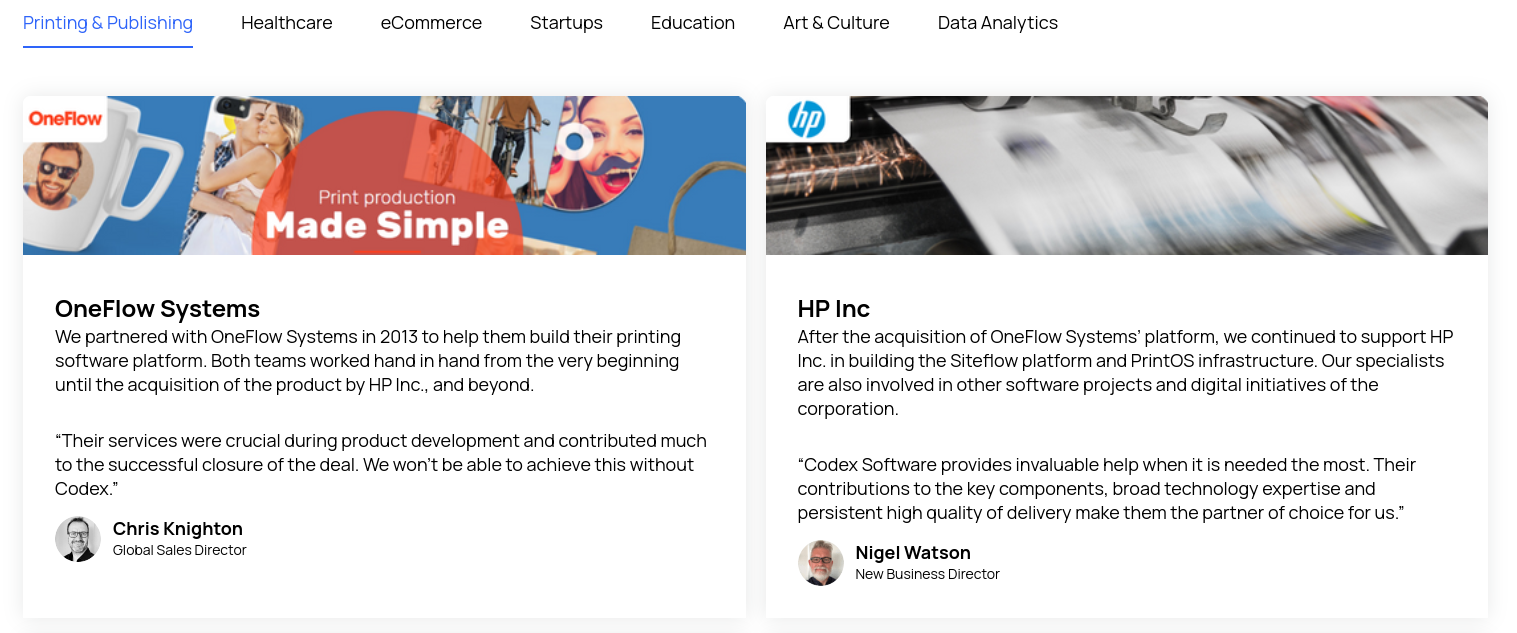 Printing & Publishing
Healthcare
eCommerce
Startups
Education
Art & Culture
Data Analytics
OneFlow
Print production
Made Simple
OneFlow Systems
We partnered with OneFlow Systems in 2013 to help them build their printing
software platform. Both teams worked hand in hand from the very beginning
until the acquisition of the product by HP Inc., and beyond.
“Their services were crucial during product development and contributed much
to the successful closure of the deal. We won’t be able to achieve this without
Codex.”
Chris Knighton
Global Sales Director
hp
HP Inc
After the acquisition of OneFlow Systems’ platform, we continued to support HP
Inc. in building the Siteflow platform and PrintOS infrastructure. Our specialists
are also involved in other software projects and digital initiatives of the
corporation.
“Codex Software provides invaluable help when it is needed the most. Their
contributions to the key components, broad technology expertise and
persistent high quality of delivery make them the partner of choice for us.”
Nigel Watson
New Business Director